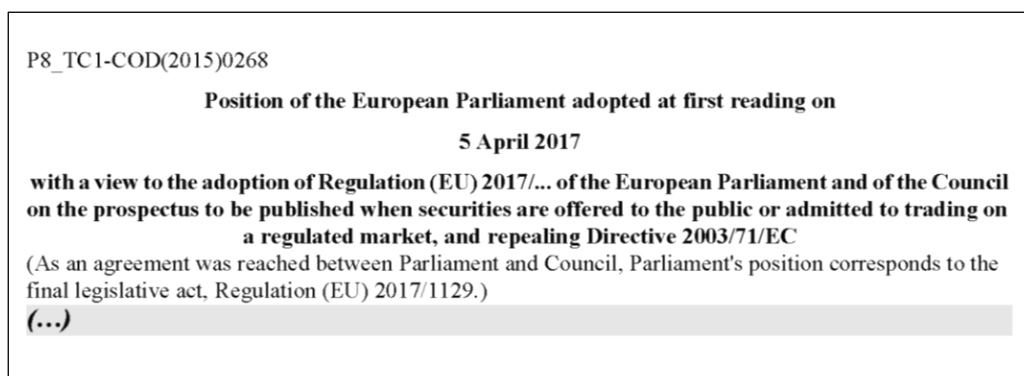 P8_TC1-COD(2015)0268
Position of the European Parliament adopted at first reading on
5 April 2017
with a view to the adoption of Regulation (EU) 2017/... of the European Parliament and of the Council
on the prospectus to be published when securities are offered to the public or admitted to trading on
a regulated market, and repealing Directive 2003/71/EC
(As an agreement was reached between Parliament and Council, Parliament's position corresponds to the
final legislative act, Regulation (EU) 2017/1129.)
(...)